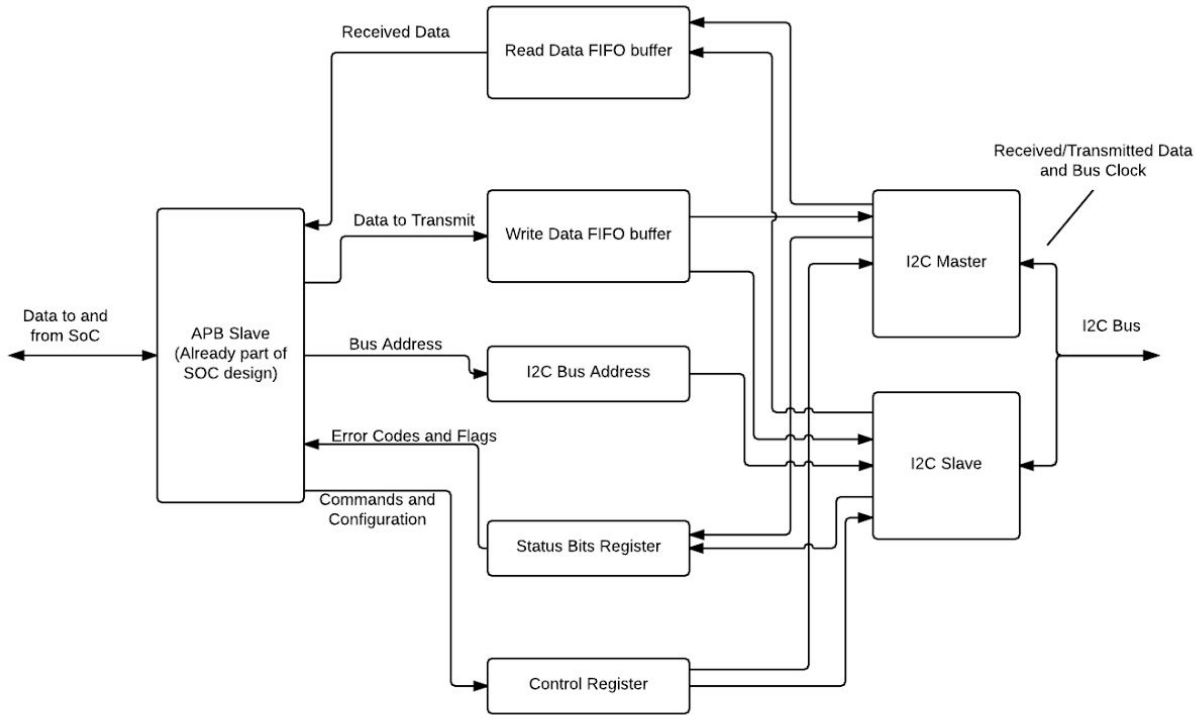 Received Data
Read Data FIFO buffer
Received/Transmitted Data
and Bus Clock
Data to Transmit
Write Data FIFO buffer
I2C Master
Data to and
from SoC
APB Slave
(Already part of
SOC design)
Bus Address
I2C Bus Address
I2C Bus
Error Codes and Flags
I2C Slave
Commands and
Configuration
Status Bits Register
Control Register